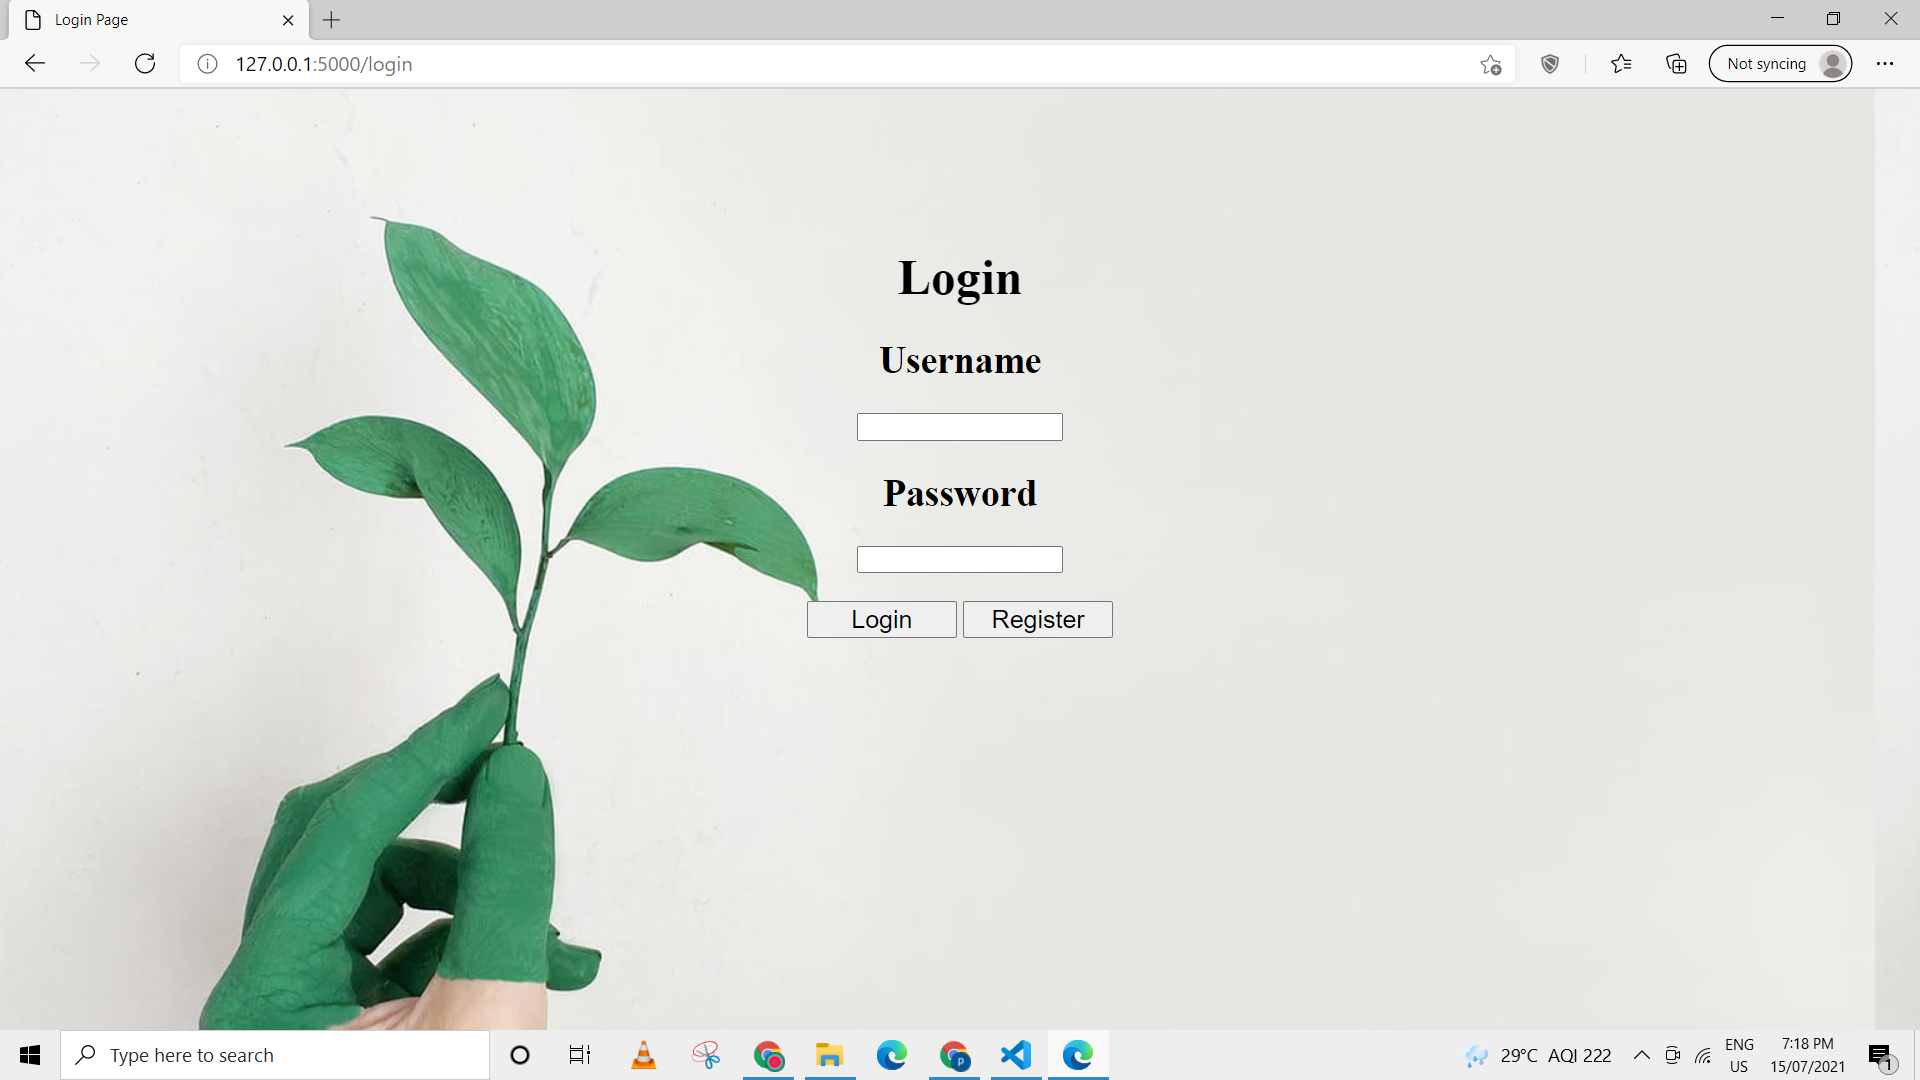 Login Page
127.0.0.1:5000/login
Not syncing
Login
Username
Password
Login Register
Type here to search
p
29°C AQI 222
ENG
US
7:18 PM
15/07/2021
1